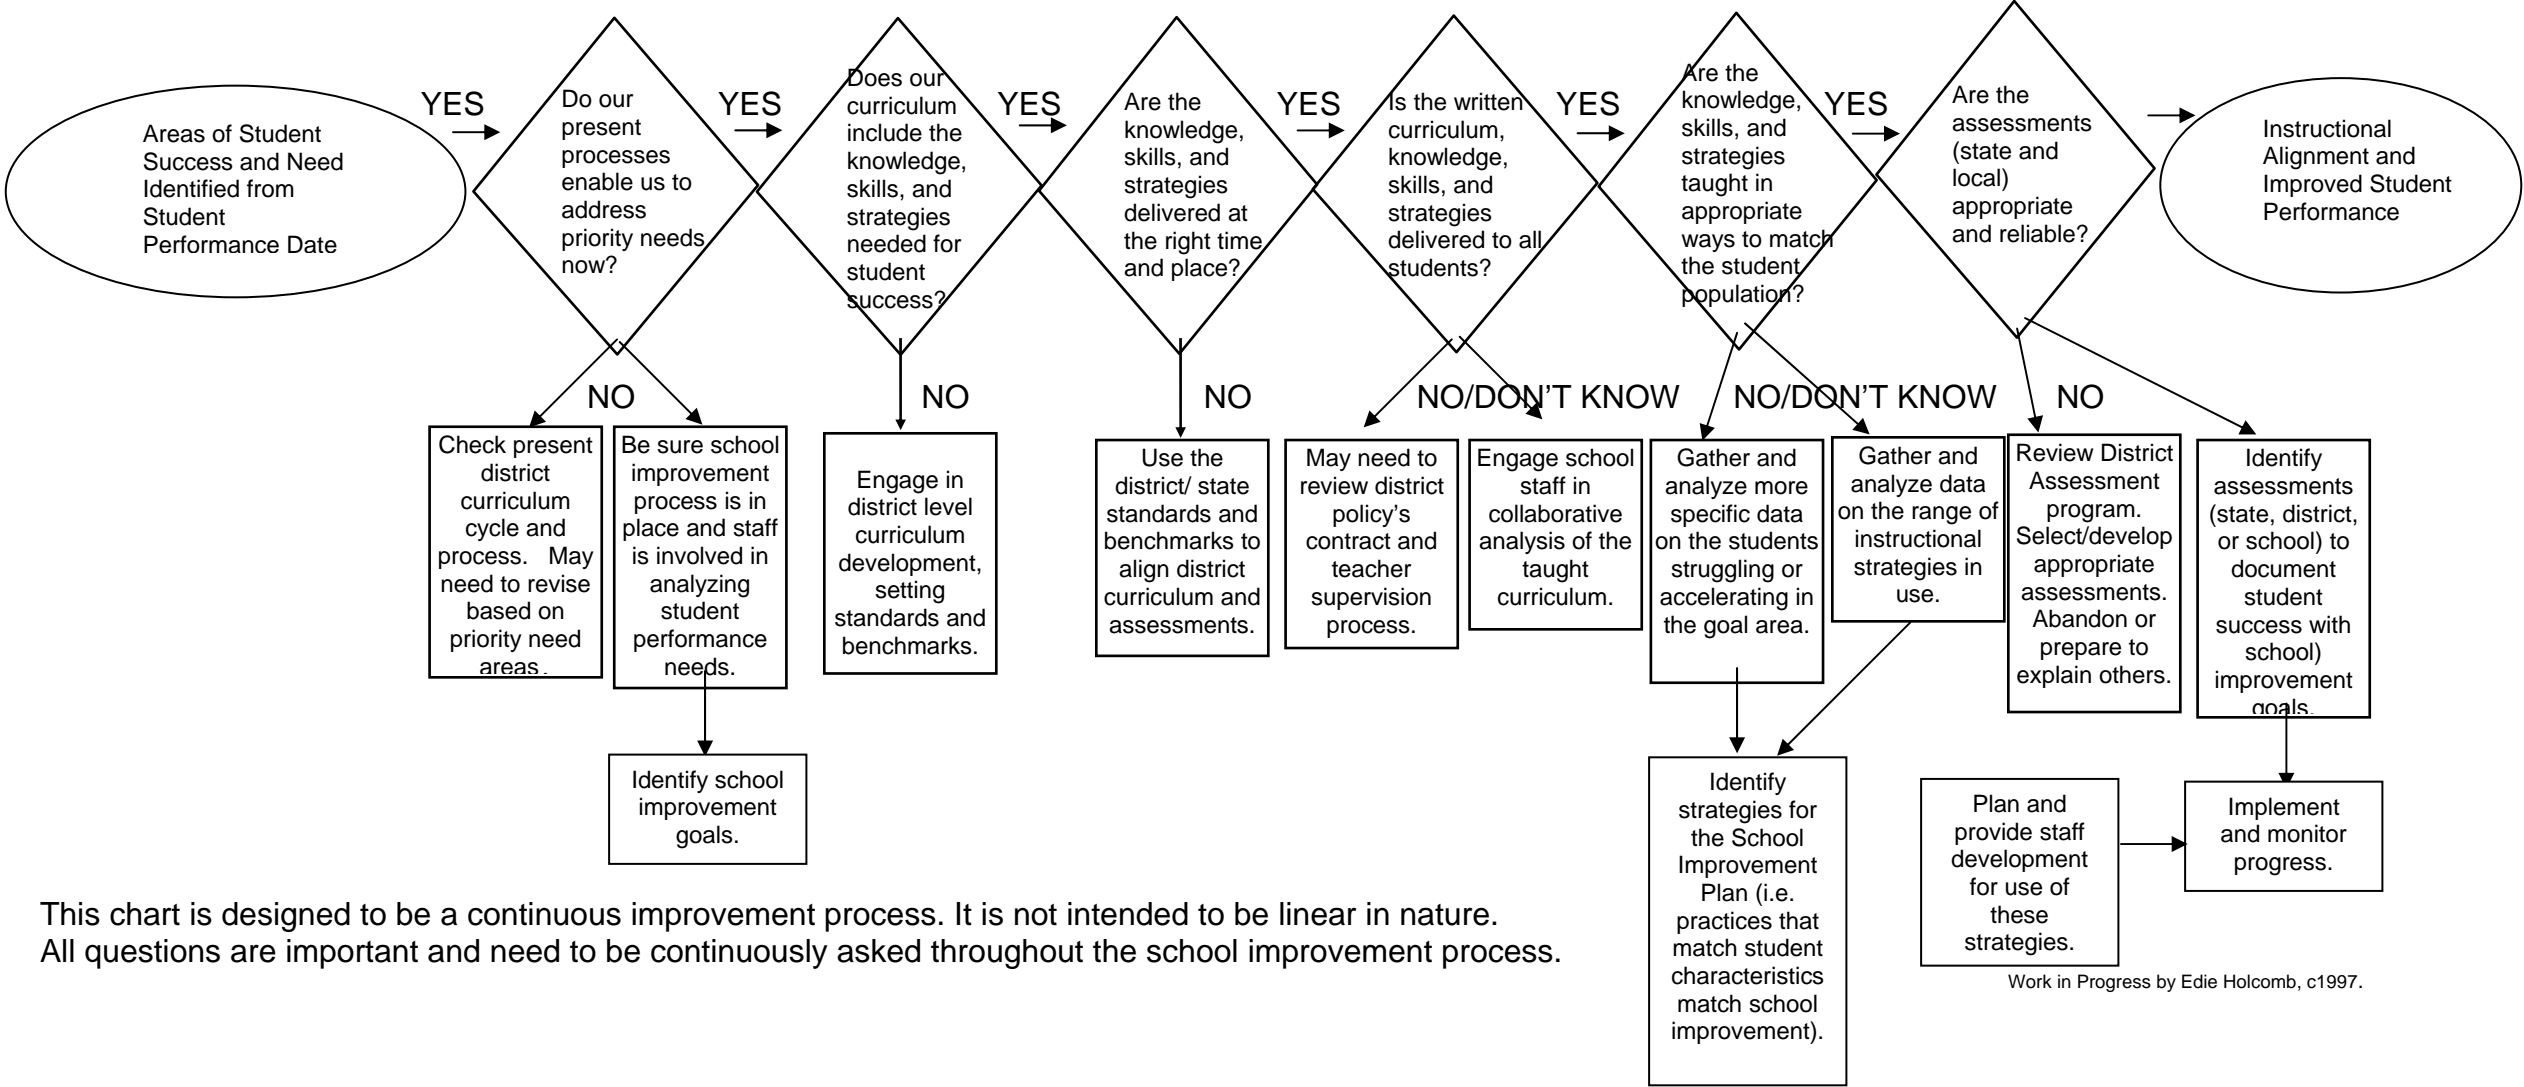 Areas of Student
Success and Need
Identified from
Student
Performance Date
YES
Do our
present
processes
enable us to
address
priority needs
now?
YES
Does our
curriculum
include the
knowledge,
skills, and
strategies
needed for
student
success?
YES
Are the
knowledge,
skills, and
strategies
delivered at
the right time
and place?
YES
Is the written
curriculum,
knowledge,
skills, and
strategies
delivered to all
students?
YES
Are the
knowledge,
skills, and
strategies
taught in
appropriate
ways to match
the student
population?
YES
Are the
assessments
(state and
local)
appropriate
and reliable?
Instructional
Alignment and
Improved Student
Performance
NO
NO
NO
NO/DON'T KNOW
NO/DON'T KNOW
NO
Check present
district
curriculum
cycle and
process. May
need to revise
based on
priority need
areas.
Be sure school
improvement
process is in
place and staff
is involved in
analyzing
student
performance
needs.
Engage in
district level
curriculum
development,
setting
standards and
benchmarks.
Use the
district/ state
standards and
benchmarks to
align district
curriculum and
assessments.
May need to
review district
policy's
contract and
teacher
supervision
process.
Engage school
staff in
collaborative
analysis of the
taught
curriculum.
Gather and
analyze more
specific data
on the students
struggling or
accelerating in
the goal area.
Gather and
analyze data
on the range of
instructional
strategies in
use.
Review District
Assessment
program.
Select/develop
appropriate
assessments.
Abandon or
prepare to
explain others.
Identify
assessments
(state, district,
or school) to
document
student
success with
school)
improvement
goals.
Identify school
improvement
goals.
Identify
strategies for
the School
Improvement
Plan (i.e.
practices that
match student
characteristics
match school
improvement).
Plan and
provide staff
development
for use of
these
strategies.
Implement
and monitor
progress.
This chart is designed to be a continuous improvement process. It is not intended to be linear in nature.
All questions are important and need to be continuously asked throughout the school improvement process.
Work in Progress by Edie Holcomb, c1997.